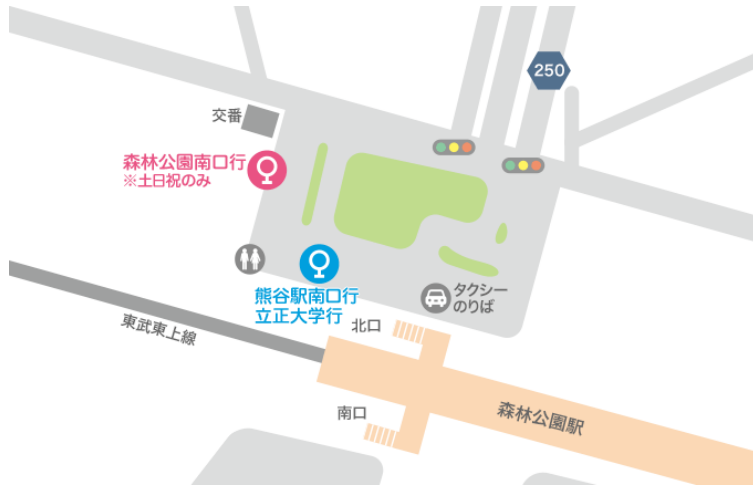 250
交番
森林公園南口行
※土日祝のみ
熊谷駅南口行
立正大学行
タクシー
のりば
北口
東武東上線
南口
森林公園駅